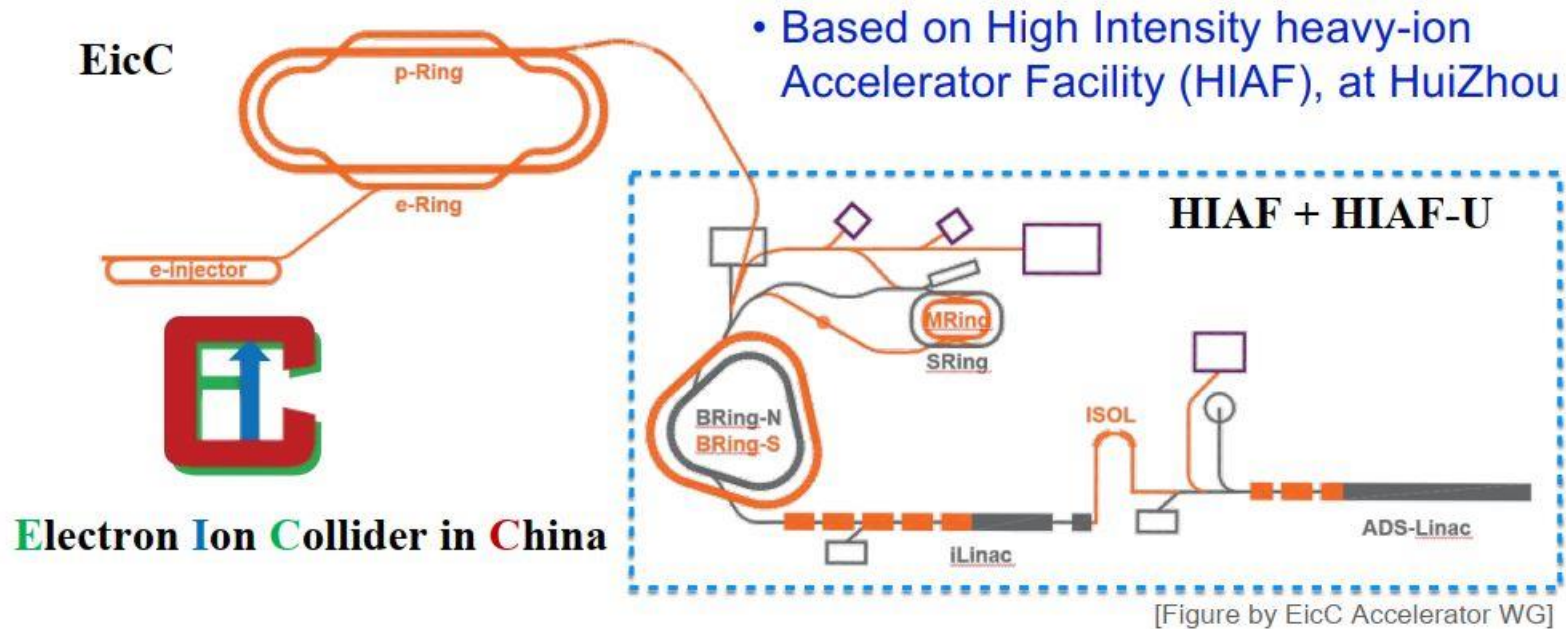 EicC
• Based on High Intensity heavy-ion
Accelerator Facility (HIAF), at HuiZhou
p-Ring
e-Ring
e-injector
HIAF + HIAF-U
MRing
SRing
BRing-N
BRing-S
ISOL
iLinac
ADS-Linac
EiC
Electron Ion Collider in China
[Figure by EicC Accelerator WG]